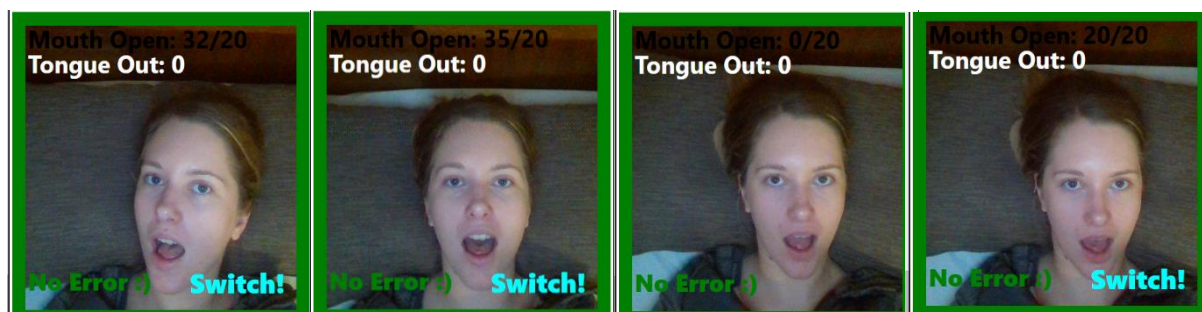 Mouth Open: 32/20
Tongue Out: 0
No Error :) Switch!
Mouth Open: 35/20
Tongue Out: 0
No Error :) Switch!
Mouth Open: 0/20
Tongue Out: 0
No Error :)
Mouth Open: 20/20
Tongue Out: 0
No Error :) Switch!